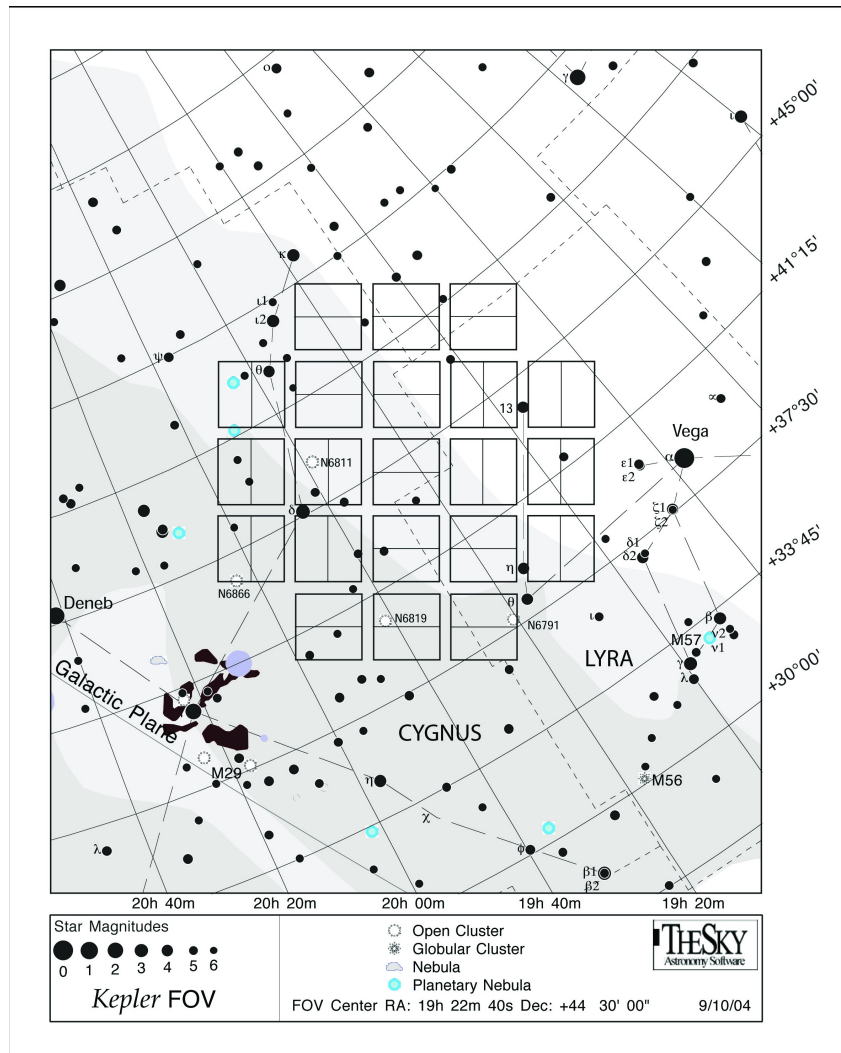 ο
γ
ι
+45°00'
κ
+41°15'
ι1
ι2
ψ
θ
+37°30'
13
∝
Vega
α
N6811
ε1
ε2
δ
ζ1
ζ2
+33°45'
δ1
δ2
η
N6866
Deneb
θ
N6819
N6791
ι
β
M57
ν2
ν1
LYRA
γ
+30°00'
λ
Galactic Plane
CYGNUS
M29
η
M56
χ
λ
φ
β1
β2
20h 40m 20h 20m 20h 00m 19h 40m 19h 20m
Star Magnitudes
0 1 2 3 4 5 6
Kepler FOV
Open Cluster
Globular Cluster
Nebula
Planetary Nebula
THESKY
Astronomy Software
FOV Center RA: 19h 22m 40s Dec: +44 30' 00" 9/10/04